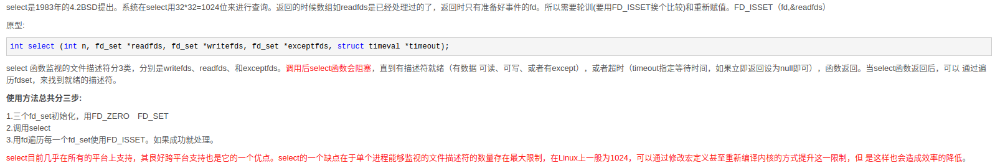 select是1983年的4.2BSD提出。系统在select用32*32=1024位来进行查询。返回的时候数组如readfds是已经处理过的了，返回时只有准备好事件的fd。所以需要轮训(要用FD_ISSET挨个比较)和重新赋值。FD_ISSET（fd,&readfds）
原型:
int select (int n, fd_set *readfds, fd_set *writefds, fd_set *exceptfds, struct timeval *timeout);
select 函数监视的文件描述符分3类，分别是writefds、readfds、和exceptfds。调用后select函数会阻塞，直到有描述符就绪（有数据 可读、可写、或者有except），或者超时（timeout指定等待时间，如果立即返回设为null即可），函数返回。当select函数返回后，可以 通过遍
历fdset，来找到就绪的描述符。
使用方法总共分三步:
1.三个fd_set初始化，用FD_ZERO　FD_SET
2.调用select
3.用fd遍历每一个fd_set使用FD_ISSET。如果成功就处理。
select目前几乎在所有的平台上支持，其良好跨平台支持也是它的一个优点。select的一个缺点在于单个进程能够监视的文件描述符的数量存在最大限制，在Linux上一般为1024，可以通过修改宏定义甚至重新编译内核的方式提升这一限制，但 是这样也会造成效率的降低。